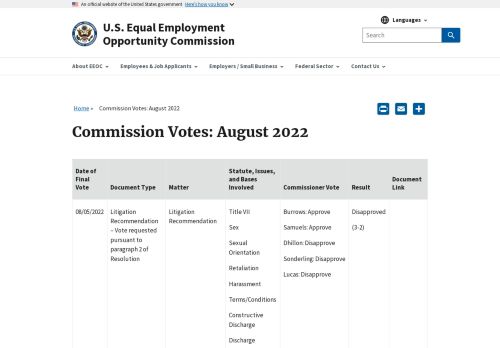 An official website of the United States government Here's how you know
Languages
U.S. Equal Employment
Opportunity Commission
Search
About EEOC
Employees & Job Applicants
Employers / Small Business
Federal Sector
Contact Us
Home » Commission Votes: August 2022
Commission Votes: August 2022
Date of Final Vote
Document Type
Matter
Statute, Issues, and Bases Involved
Commissioner Vote
Result
Document Link
08/05/2022
Litigation
Recommendation
– Vote requested
pursuant to
paragraph 2 of
Resolution
Litigation
Recommendation
Title VII
Sex
Sexual
Orientation
Retaliation
Harassment
Terms/Conditions
Constructive
Discharge
Discharge
Burrows: Approve
Samuels: Approve
Dhillon: Disapprove
Sonderling: Disapprove
Lucas: Disapprove
Disapproved
(3-2)